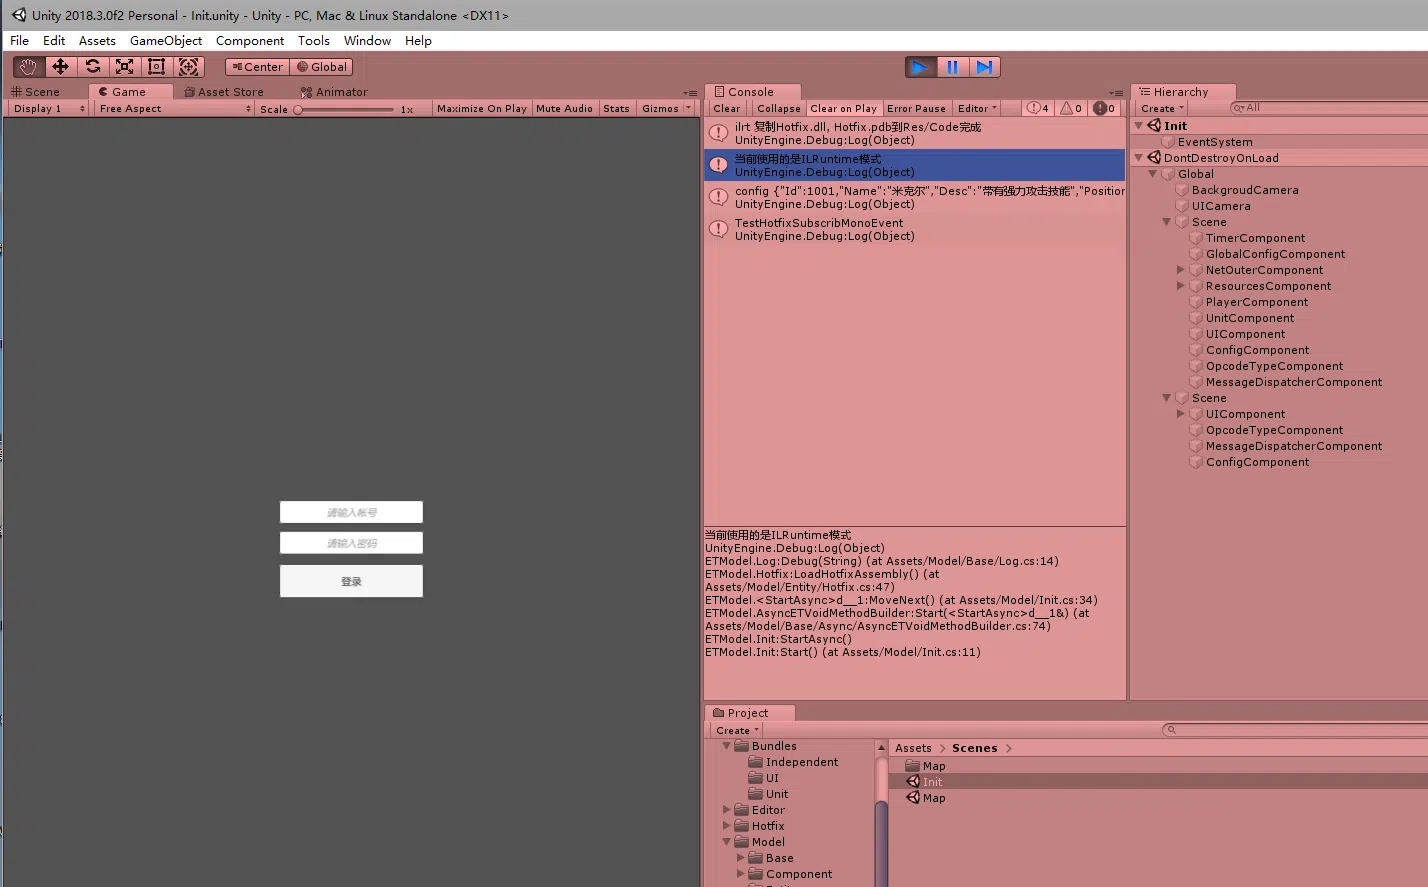 Unity 2018.3.0f2 Personal - Init.unity - Unity - PC, Mac & Linux Standalone <DX11>
File Edit Assets GameObject Component Tools Window Help
Center Global
Scene Game Asset Store Animator
Display 1 Free Aspect Scale 1x Maximize On Play Mute Audio Stats Gizmos
请输入帐号
请输入密码
登录
Console
Clear Collapse Clear on Play Error Pause Editor 4 0 0
ilrt 复制Hotfix.dll, Hotfix.pdb到Res/Code完成
UnityEngine.Debug:Log(Object)
当前使用的是ILRuntime模式
UnityEngine.Debug:Log(Object)
config {"Id":1001,"Name":"米克尔","Desc":"带有强力攻击技能","Position
UnityEngine.Debug:Log(Object)
TestHotfixSubscribMonoEvent
UnityEngine.Debug:Log(Object)
当前使用的是ILRuntime模式
UnityEngine.Debug:Log(Object)
ETModel.Log:Debug(String) (at Assets/Model/Base/Log.cs:14)
ETModel.Hotfix:LoadHotfixAssembly() (at
Assets/Model/Entity/Hotfix.cs:47)
ETModel.<StartAsync>d__1:MoveNext() (at Assets/Model/Init.cs:34)
ETModel.AsyncETVoidMethodBuilder:Start(<StartAsync>d__1&) (at
Assets/Model/Base/Async/AsyncETVoidMethodBuilder.cs:74)
ETModel.Init:StartAsync()
ETModel.Init:Start() (at Assets/Model/Init.cs:11)
Hierarchy
Create All
Init
EventSystem
DontDestroyOnLoad
Global
BackgroudCamera
UICamera
Scene
TimerComponent
GlobalConfigComponent
NetOuterComponent
ResourcesComponent
PlayerComponent
UnitComponent
UIComponent
ConfigComponent
OpcodeTypeComponent
MessageDispatcherComponent
Scene
UIComponent
OpcodeTypeComponent
MessageDispatcherComponent
ConfigComponent
Project
Create
Bundles
Independent
UI
Unit
Editor
Hotfix
Model
Base
Component
Assets > Scenes >
Map
Init
Map